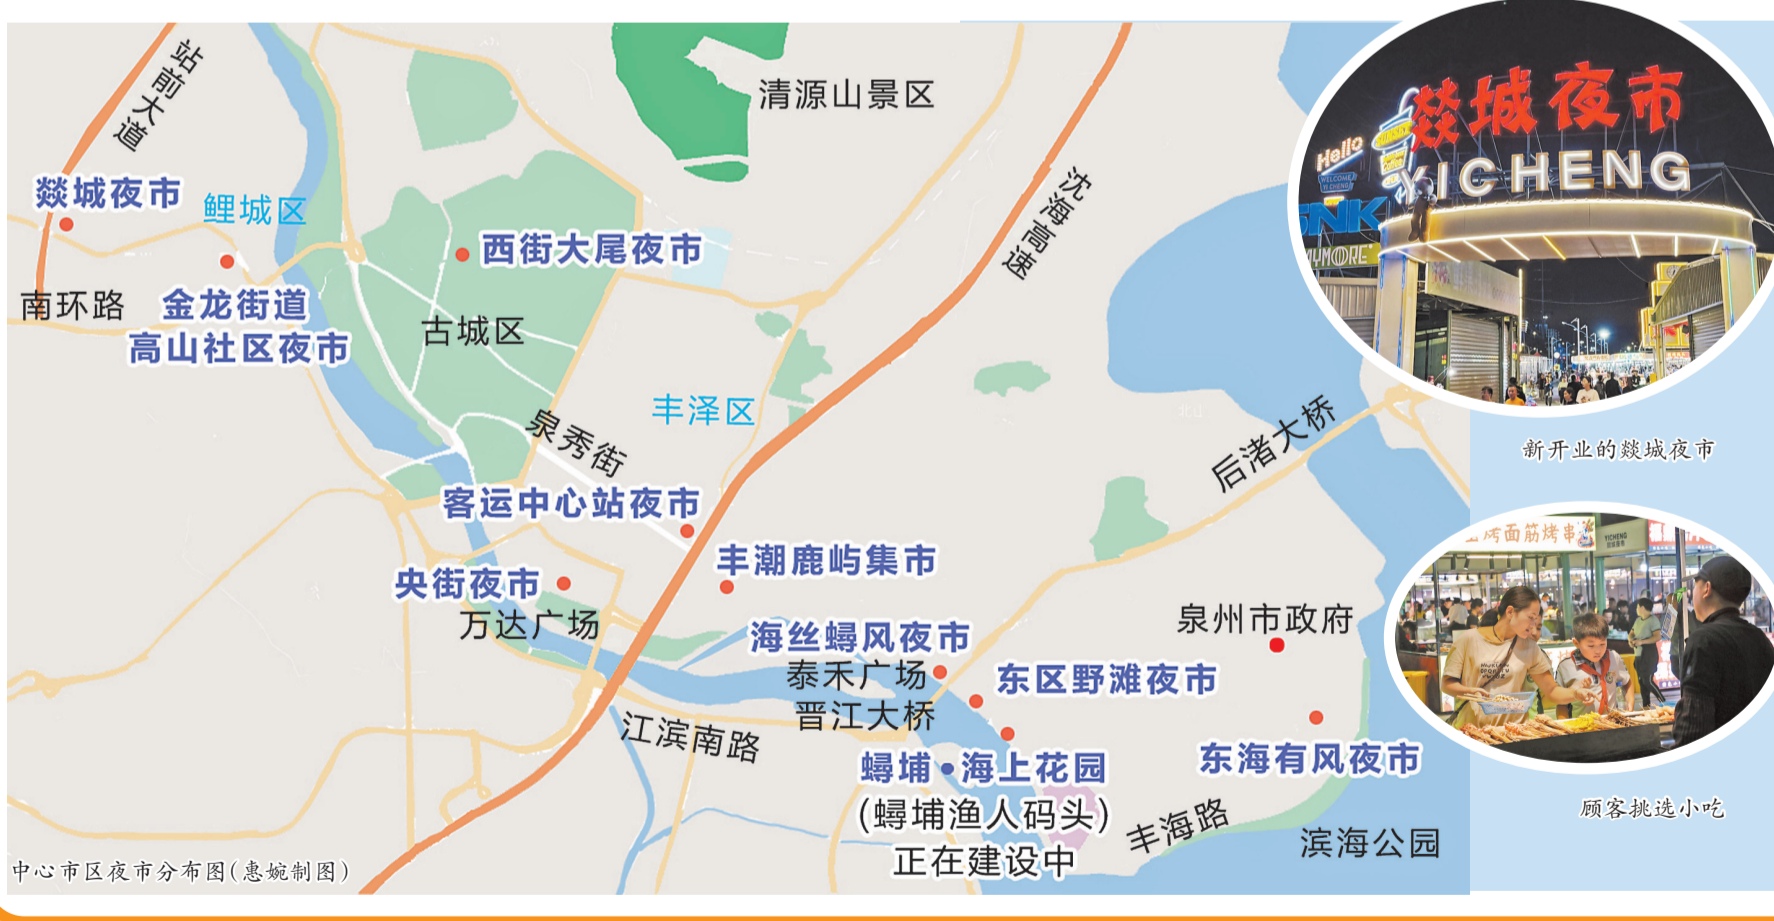 站前大道
清源山景区
燚城夜市
鲤城区
沈海高速
西街大尾夜市
南环路
金龙街道
高山社区夜市
古城区
丰泽区
泉秀街
后渚大桥
客运中心站夜市
丰潮鹿屿集市
央街夜市
万达广场
泉州市政府
海丝蟳风夜市
泰禾广场
晋江大桥
东区野滩夜市
江滨南路
蟳埔·海上花园
(蟳埔渔人码头)
正在建设中
东海有风夜市
丰海路
滨海公园
中心市区夜市分布图(惠婉制图)
燚城夜市
YICHENG
Hello
WELCOME
YI CHENG
新开业的燚城夜市
烤面筋烤串
YICHENG
顾客挑选小吃